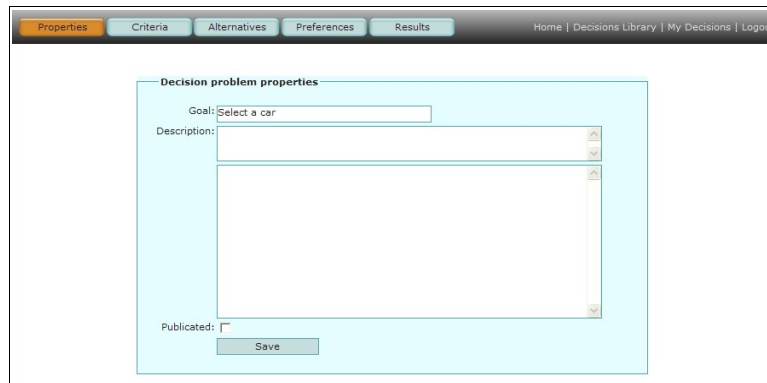 Properties Criteria Alternatives Preferences Results Home | Decisions Library | My Decisions |
Decision problem properties
Goal: Select a car
Description:
Publicated:
Save